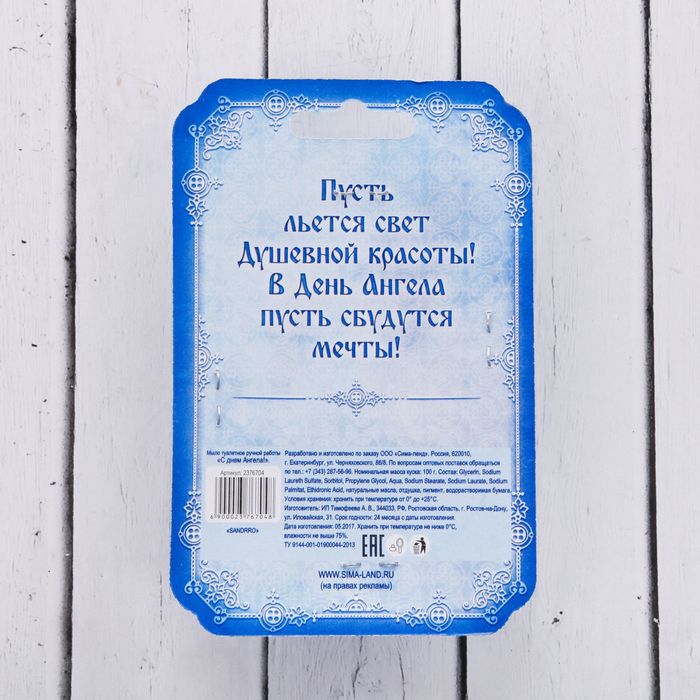 Пусть
льется свет
Душевной красоты!
В День Ангела
пусть сбудутся
мечты!
Мыло туалетное ручной работы
«С днем Ангела!».
Артикул: 2376704
6 900023 767048
«SANDRRO»
Разработано и изготовлено по заказу ООО «Сима-ленд». Россия, 620010,
г. Екатеринбург, ул. Черняховского, 86/8. По вопросам оптовых поставок обращаться
по тел.: +7 (343) 287-56-96. Номинальная масса куска: 100 г. Состав: Glycerin, Sodium
Laureth Sulfate, Sorbitol, Propylene Glycol, Aqua, Sodium Stearate, Sodium Laurate, Sodium
Palmitat, Ethidronic Acid, натуральные масла, отдушка, пигмент, водорастворимая бумага.
Условия хранения: хранить при температуре от 0° до +25°С.
Изготовитель: ИП Тимофеева А. В., 344033, РФ, Ростовская область, г. Ростов-на-Дону,
ул. Иловайская, 31. Срок годности: 24 месяца с даты изготовления.
Дата изготовления: 05.2017. Хранить при температуре не ниже 0°С,
влажности не выше 75%.
ТУ 9144-001-01900044-2013
EAC
WWW.SIMA-LAND.RU
(на правах рекламы)